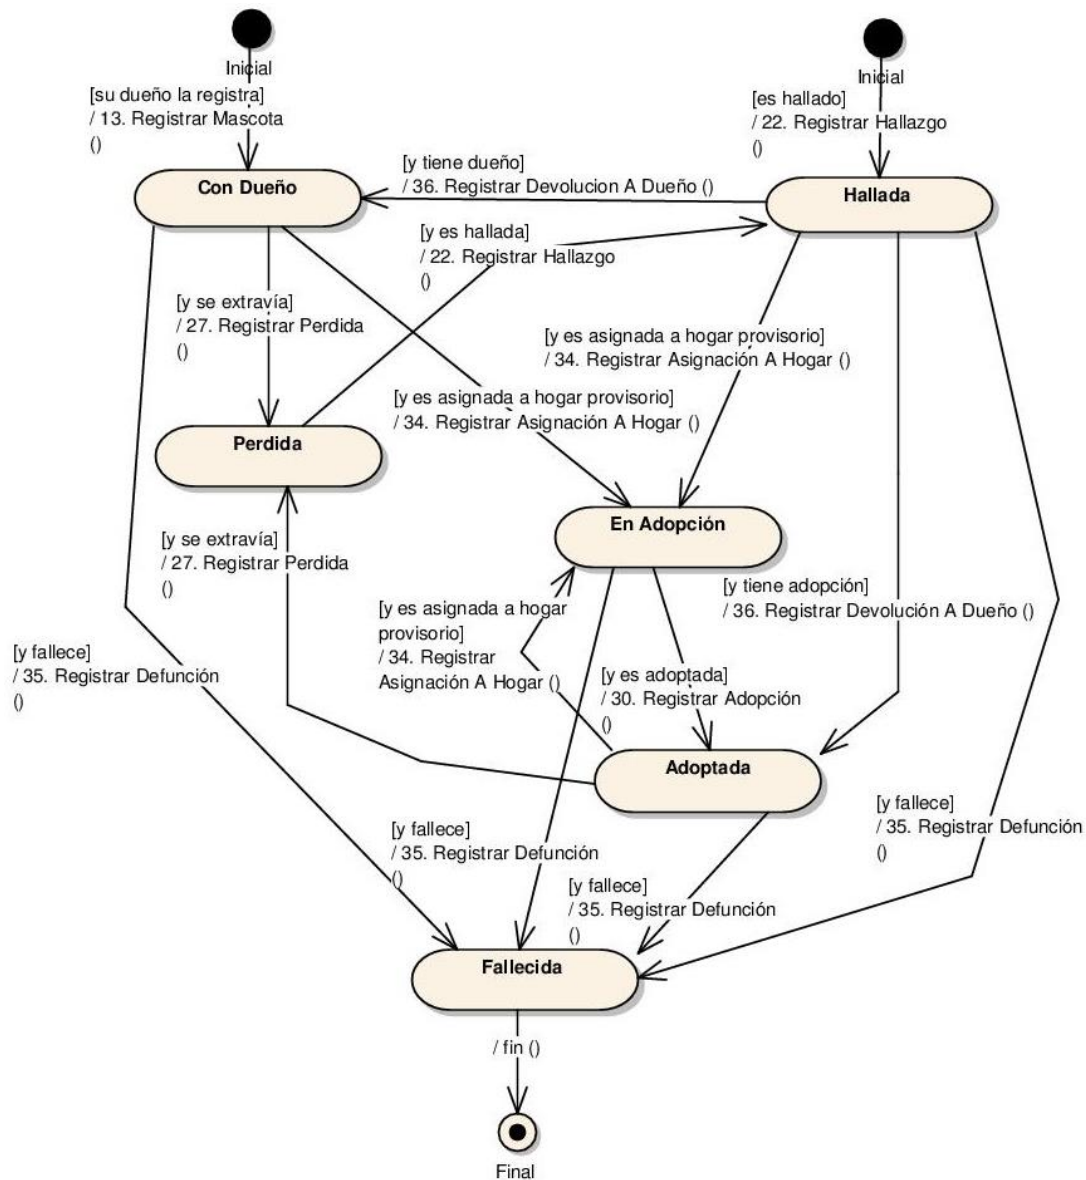 Inicial
[su dueño la registra]
/ 13. Registrar Mascota
()
Inicial
[es hallado]
/ 22. Registrar Hallazgo
()
Con Dueño
[y tiene dueño]
/ 36. Registrar Devolucion A Dueño ()
Hallada
[y es hallada]
/ 22. Registrar Hallazgo
()
[y se extravía]
/ 27. Registrar Perdida
()
[y es asignada a hogar provisorio]
/ 34. Registrar Asignación A Hogar ()
[y es asignada a hogar provisorio]
/ 34. Registrar Asignación A Hogar ()
Perdida
En Adopción
[y se extravía]
/ 27. Registrar Perdida
()
[y tiene adopción]
/ 36. Registrar Devolución A Dueño ()
[y es asignada a hogar
provisorio]
/ 34. Registrar
Asignación A Hogar ()
[y fallece]
/ 35. Registrar Defunción
()
[y es adoptada]
/ 30. Registrar Adopción
()
Adoptada
[y fallece]
/ 35. Registrar Defunción
()
[y fallece]
/ 35. Registrar Defunción
()
[y fallece]
/ 35. Registrar Defunción
()
Fallecida
/ fin ()
Final